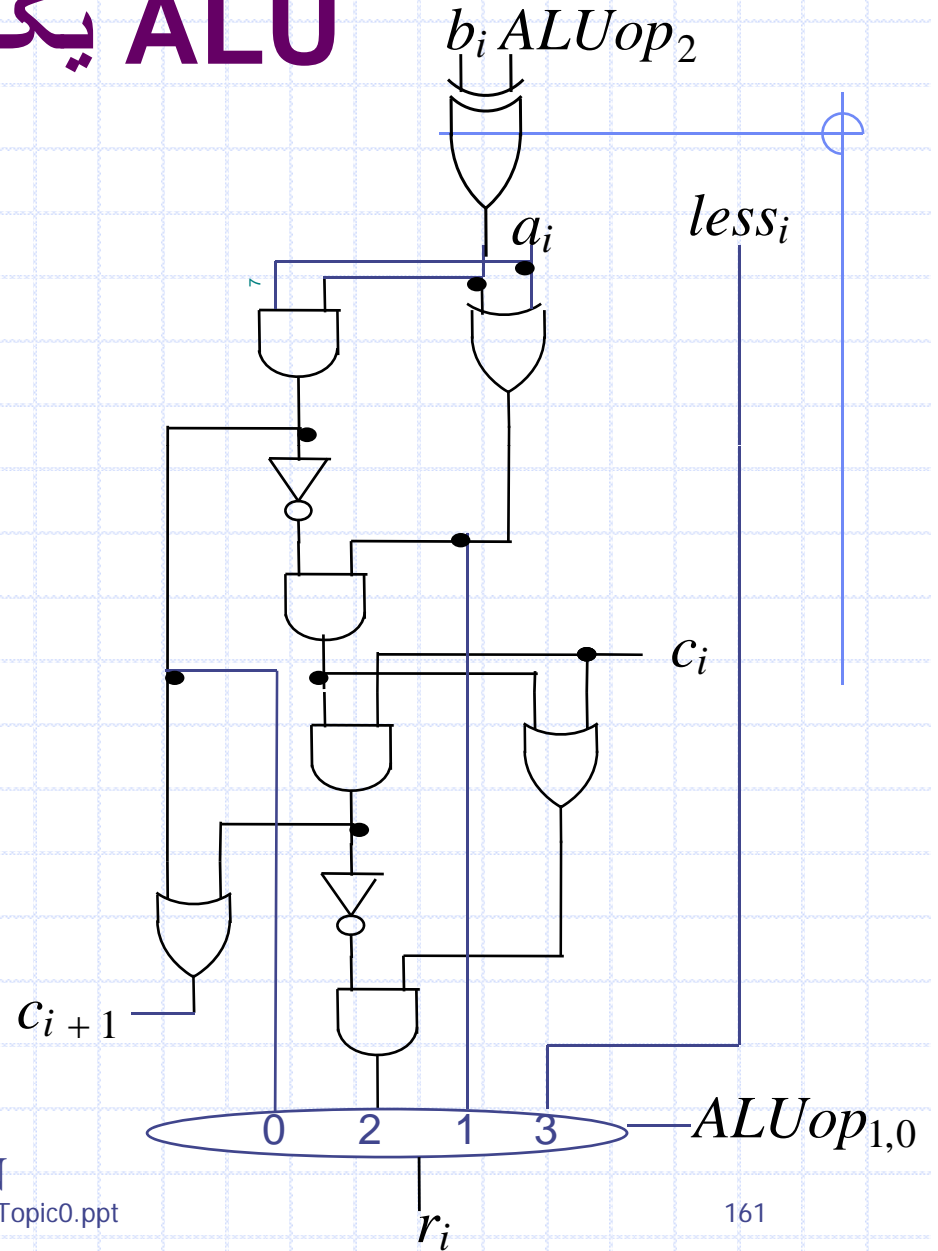 ALU یک
b_i ALUop_2
a_i
less_i
7
c_i
c_{i + 1}
0 2 1 3
ALUop_{1,0}
Topic0.ppt
161
r_i